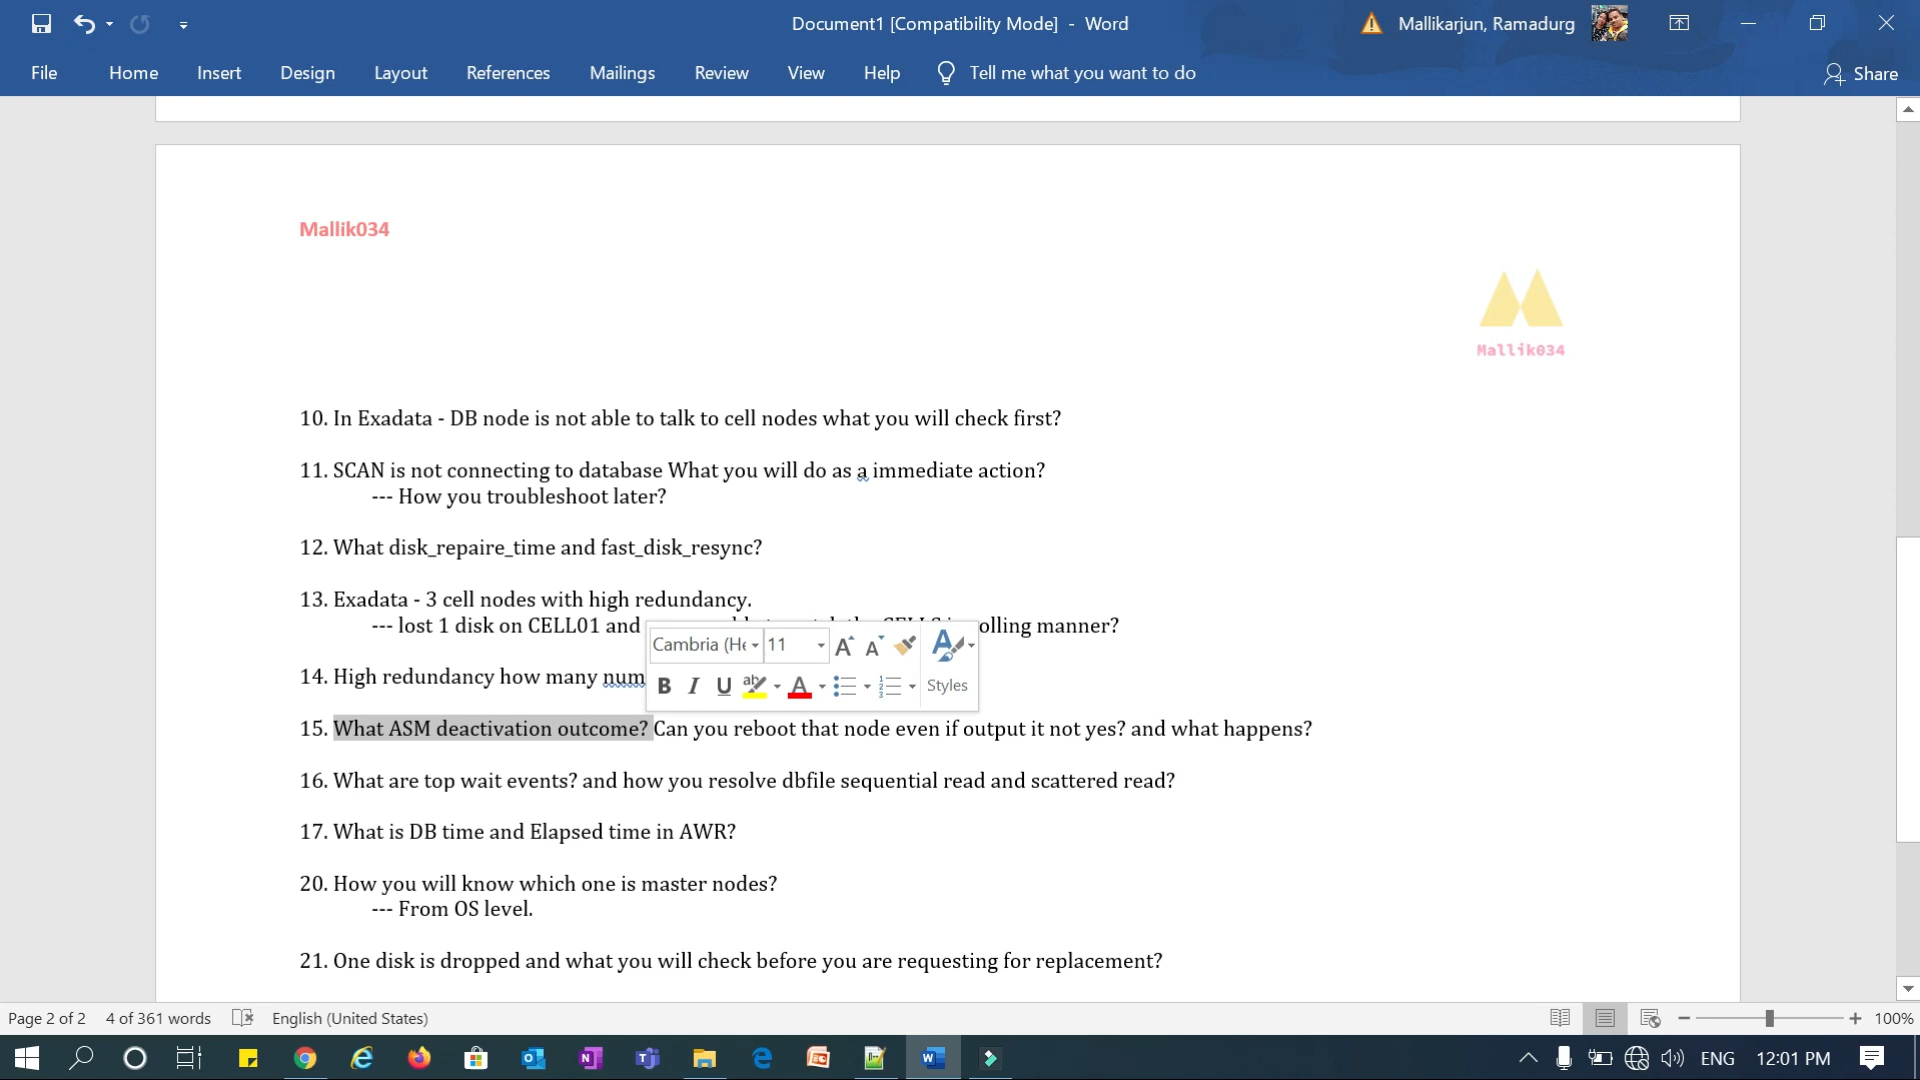 Document1 [Compatibility Mode] - Word
Mallikarjun, Ramadurg
File Home Insert Design Layout References Mailings Review View Help Tell me what you want to do Share
Mallik034
Mallik034
10. In Exadata - DB node is not able to talk to cell nodes what you will check first?
11. SCAN is not connecting to database What you will do as a immediate action?
--- How you troubleshoot later?
12. What disk_repaire_time and fast_disk_resync?
13. Exadata - 3 cell nodes with high redundancy.
--- lost 1 disk on CELL01 and olling manner?
Cambria (He 11
14. High redundancy how many num
B I U ab A Styles
15. What ASM deactivation outcome? Can you reboot that node even if output it not yes? and what happens?
16. What are top wait events? and how you resolve dbfile sequential read and scattered read?
17. What is DB time and Elapsed time in AWR?
20. How you will know which one is master nodes?
--- From OS level.
21. One disk is dropped and what you will check before you are requesting for replacement?
Page 2 of 2 4 of 361 words English (United States) 100%
ENG 12:01 PM